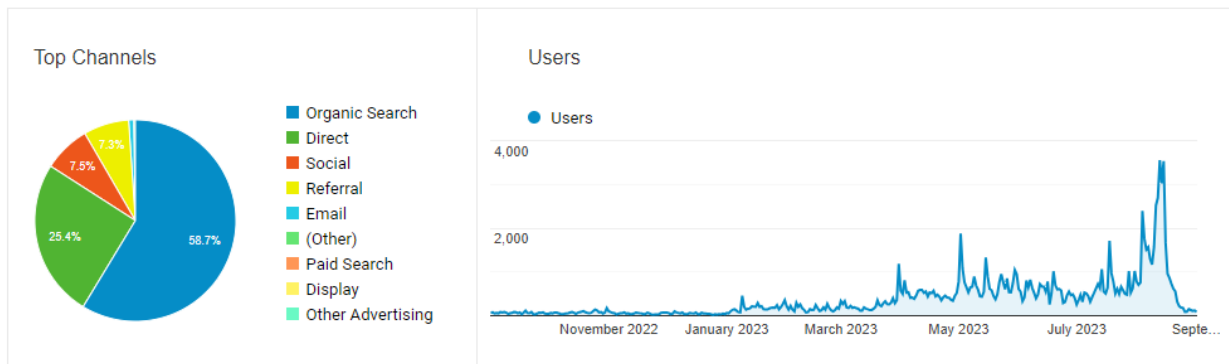 Top Channels
7.3%
7.5%
25.4%
58.7%
Organic Search
Direct
Social
Referral
Email
(Other)
Paid Search
Display
Other Advertising
Users
Users
4,000
2,000
November 2022 January 2023 March 2023 May 2023 July 2023 Septe...